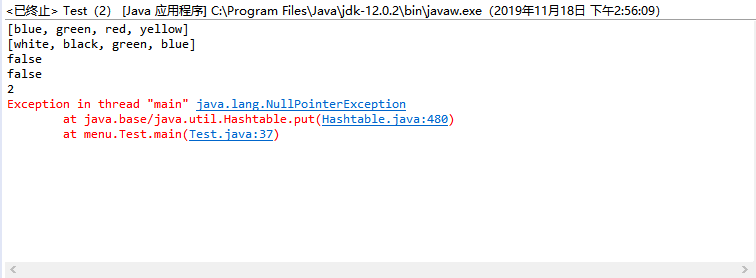 <已终止> Test（2） [Java 应用程序] C:\Program Files\Java\jdk-12.0.2\bin\javaw.exe（2019年11月18日 下午2:56:09）
[blue, green, red, yellow]
[white, black, green, blue]
false
false
2
Exception in thread "main" java.lang.NullPointerException
at java.base/java.util.Hashtable.put(Hashtable.java:480)
at menu.Test.main(Test.java:37)